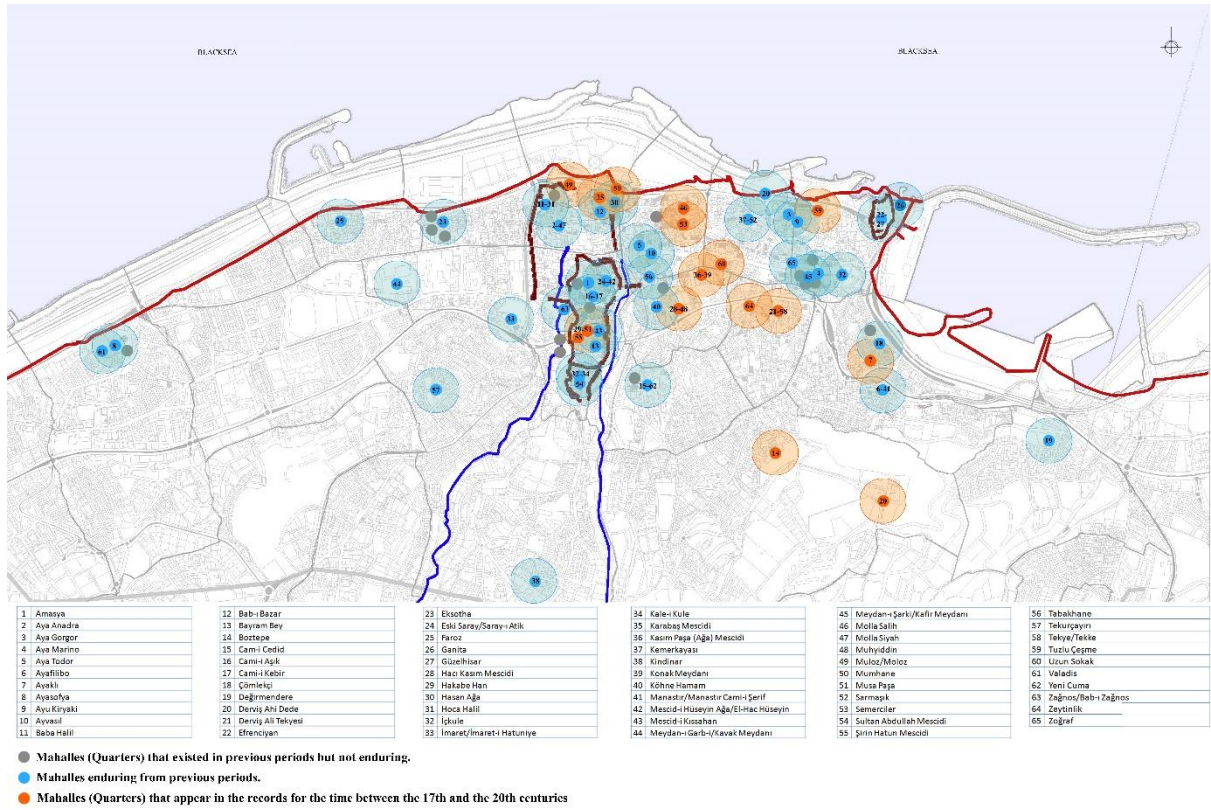 BLACKSEA
BLACKSEA
1 Amasya
2 Aya Anadra
3 Aya Gorgor
4 Aya Marino
5 Aya Todor
6 Ayafilibo
7 Ayaklı
8 Ayasofya
9 Ayu Kiryaki
10 Ayvasıl
11 Baba Halil
12 Bab-ı Bazar
13 Bayram Bey
14 Boztepe
15 Cam-i Cedid
16 Cami-i Aşık
17 Cami-i Kebir
18 Çömlekçi
19 Değirmendere
20 Derviş Ahi Dede
21 Derviş Ali Tekyesi
22 Efrenciyan
23 Eksotha
24 Eski Saray/Saray-ı Atik
25 Faroz
26 Ganita
27 Güzelhisar
28 Hacı Kasım Mescidi
29 Hakabe Han
30 Hasan Ağa
31 Hoca Halil
32 İçkule
33 İmaret/İmaret-i Hatuniye
34 Kale-i Kule
35 Karabaş Mescidi
36 Kasım Paşa (Ağa) Mescidi
37 Kemerkayası
38 Kindinar
39 Konak Meydanı
40 Köhne Hamam
41 Manastır/Manastır Cami-i Şerif
42 Mescid-i Hüseyin Ağa/El-Hac Hüseyin
43 Mescid-i Kıssahan
44 Meydan-ı Garb-i/Kavak Meydanı
45 Meydan-ı Şarki/Kafir Meydanı
46 Molla Salih
47 Molla Siyah
48 Muhyiddin
49 Muloz/Moloz
50 Mumhane
51 Musa Paşa
52 Sarmaşık
53 Semerciler
54 Sultan Abdullah Mescidi
55 Şirin Hatun Mescidi
56 Tabakhane
57 Tekurçayırı
58 Tekye/Tekke
59 Tuzlu Çeşme
60 Uzun Sokak
61 Valadis
62 Yeni Cuma
63 Zağnos/Bab-ı Zağnos
64 Zeytinlik
65 Zoğraf
Mahalles (Quarters) that existed in previous periods but not enduring.
Mahalles enduring from previous periods.
Mahalles (Quarters) that appear in the records for the time between the 17th and the 20th centuries